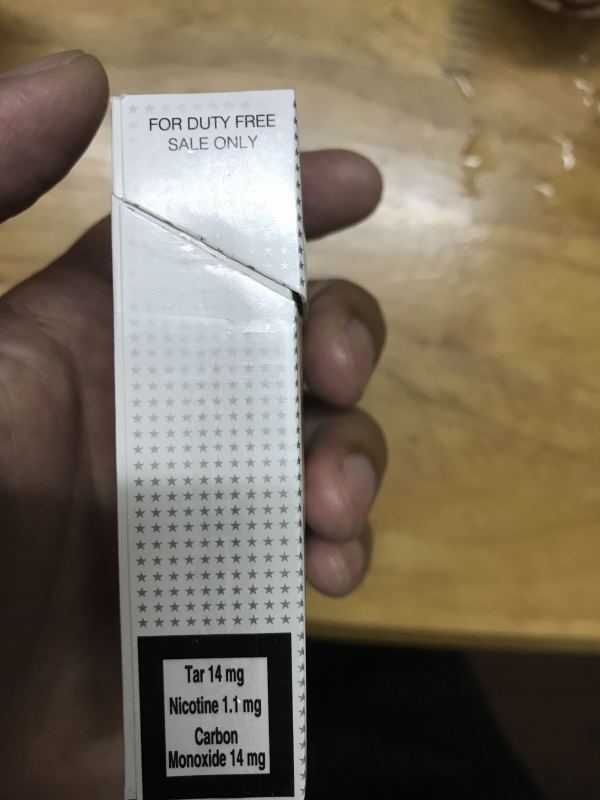 FOR DUTY FREE
SALE ONLY
Tar 14 mg
Nicotine 1.1 mg
Carbon
Monoxide 14 mg